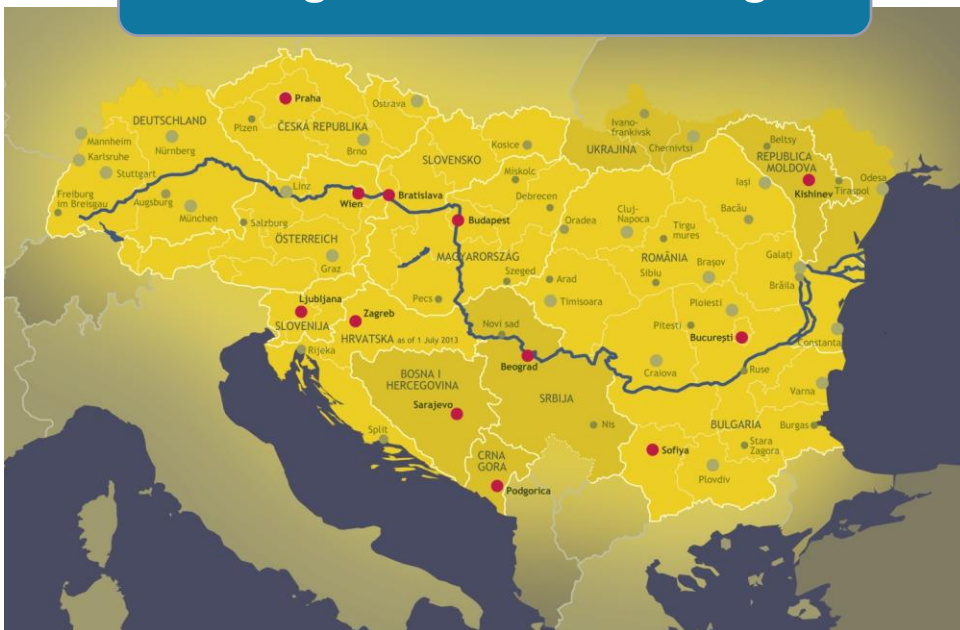 Praha
Ostrava
DEUTSCHLAND
Plzen
ČESKÁ REPUBLIKA
Mannheim
Nürnberg
Brno
Karlsruhe
Stuttgart
SLOVENSKO
Kosice
Ivano-
frankivsk
UKRAJINA
Chernivtsi
Beltsy
REPUBLICA
MOLDOVA
Kishinev
Tiraspol
Odesa
Freiburg
im Breisgau
Augsburg
München
Linz
Salzburg
Wien
Bratislava
Miskolc
Debrecen
Budapest
Oradea
Cluj-
Napoca
Tirgu
mures
Iași
Bacău
ÖSTERREICH
Graz
MAGYARORSZÁG
Szeged
Arad
ROMÂNIA
Sibiu
Brașov
Galați
Brăila
Pecs
Timisoara
Ploiesti
Ljubljana
SLOVENIJA
Zagreb
HRVATSKA as of 1 July 2013
Rijeka
Novi sad
Beograd
Pitesti
București
Constanta
Craiova
Ruse
BOSNA I
HERCEGOVINA
Sarajevo
SRBIJA
Varna
Split
Nis
BULGARIA
Burgas
Sofiya
Stara
Zagora
Plovdiv
CRNA
GORA
Podgorica